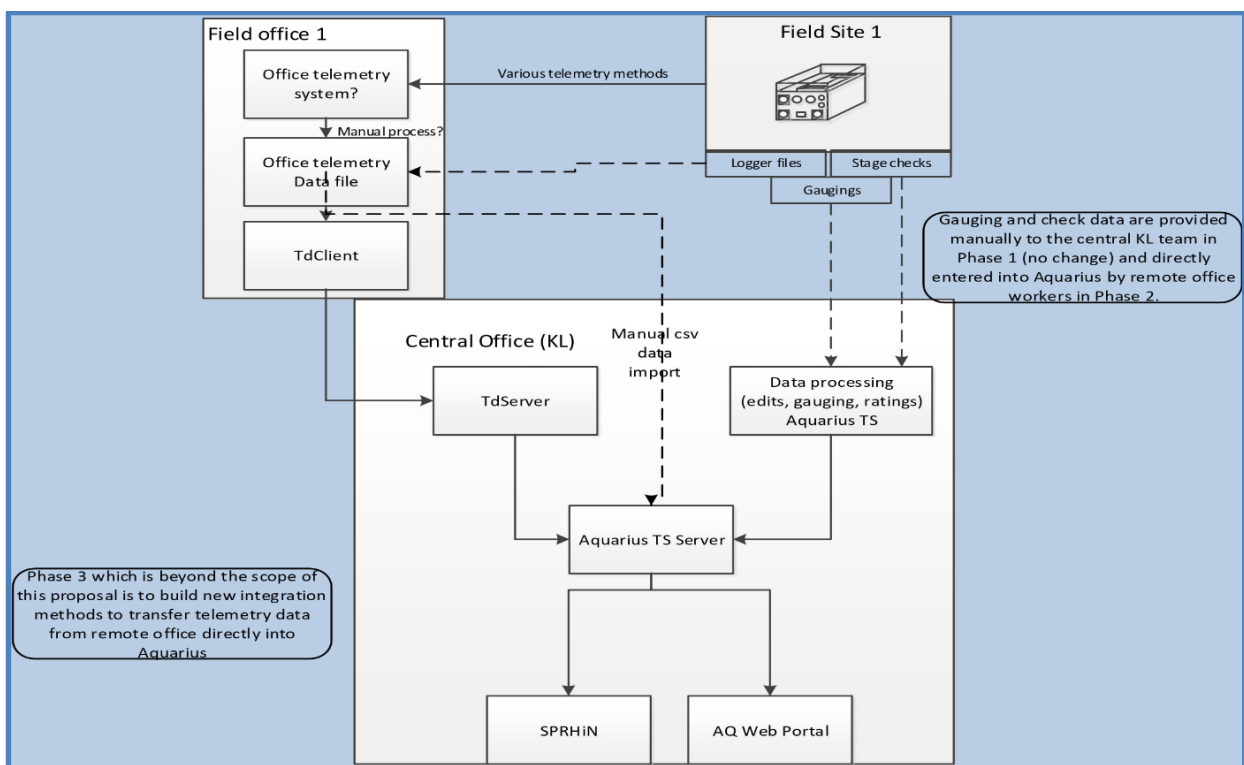 Field office 1
Office telemetry
system?
Manual process?
Office telemetry
Data file
TdClient
Various telemetry methods
Field Site 1
Logger files
Stage checks
Gaugings
Gauging and check data are provided
manually to the central KL team in
Phase 1 (no change) and directly
entered into Aquarius by remote office
workers in Phase 2.
Central Office (KL)
Manual csv
data
import
TdServer
Data processing
(edits, gauging, ratings)
Aquarius TS
Aquarius TS Server
Phase 3 which is beyond the scope of
this proposal is to build new integration
methods to transfer telemetry data
from remote office directly into
Aquarius
SPRHiN
AQ Web Portal